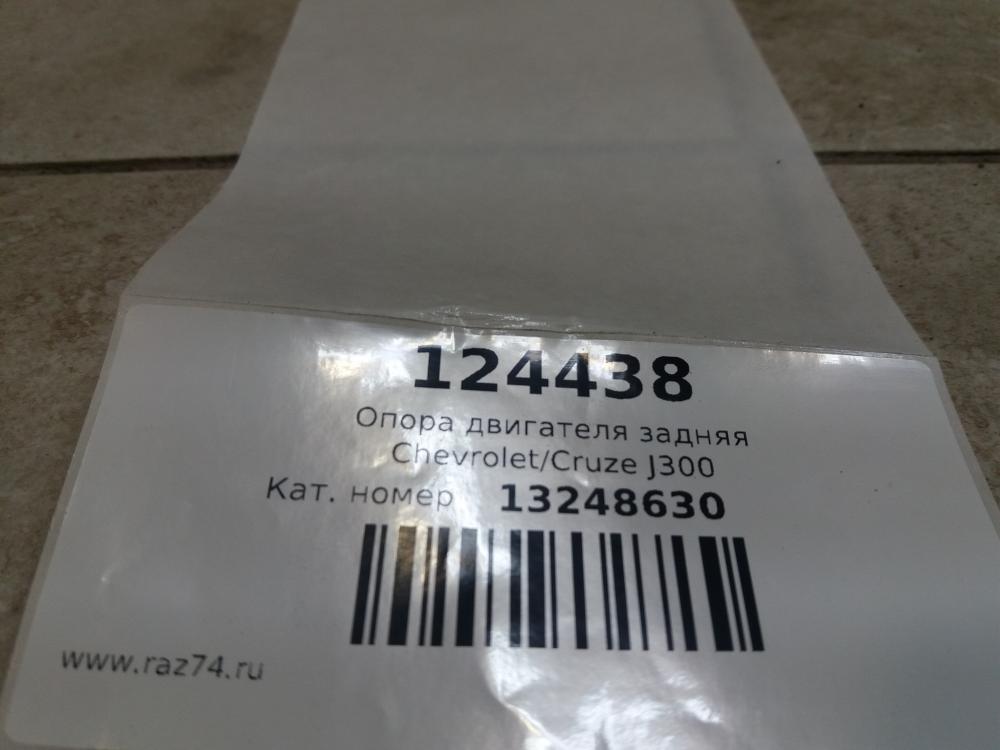 124438
Опора двигателя задняя
Chevrolet/Cruze J300
Кат. номер 13248630
www.raz74.ru